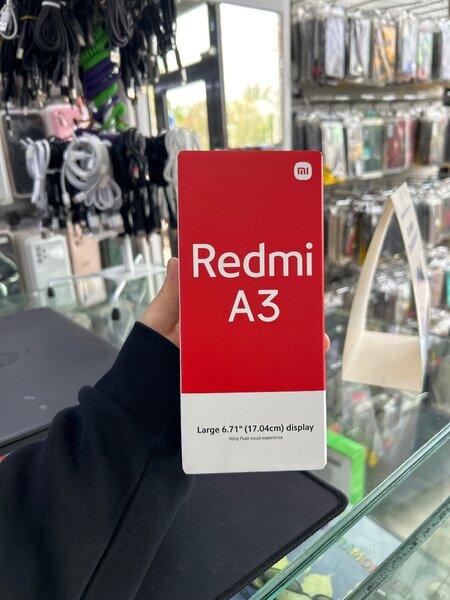 mi
Redmi
A3
Large 6.71" (17.04cm) display
90Hz fluid visual experience